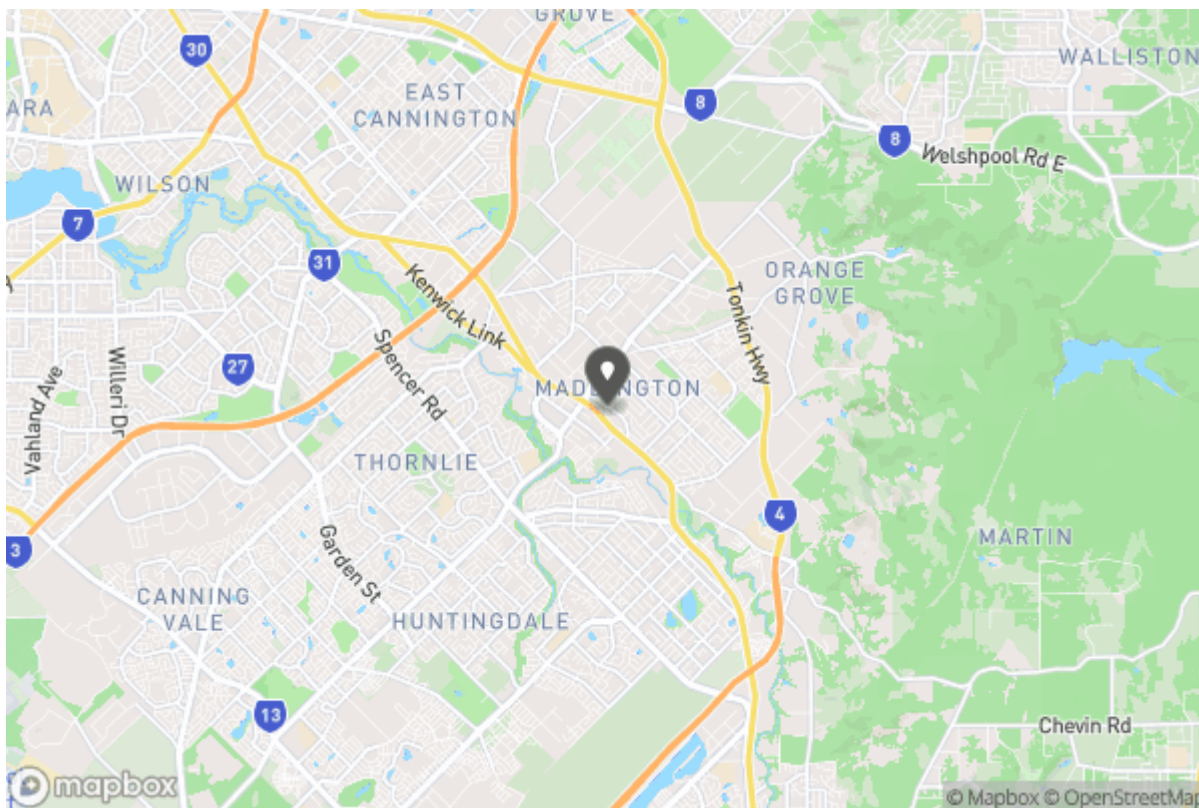 GROVE
30
WALLISTON
EAST
CANNINGTON
8
ARA
8
Welshpool Rd E
WILSON
7
31
ORANGE
GROVE
Kenwick Link
Tonkin Hwy
Spencer Rd
27
Willeri Dr
Vahland Ave
MADDINGTON
THORNLIE
4
3
MARTIN
Garden St
CANNING
VALE
HUNTINGDALE
13
Chevin Rd
mapbox
© Mapbox © OpenStreetMap